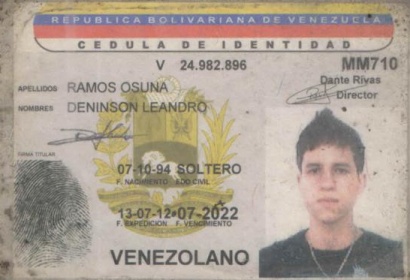 REPUBLICA BOLIVARIANA DE VENEZUELA
CEDULA DE IDENTIDAD
V 24.982.896 MM710
Dante Rivas
Director
APELLIDOS RAMOS OSUNA
NOMBRES DENINSON LEANDRO
FIRMA TITULAR
07-10-94 SOLTERO
F. NACIMIENTO EDO CIVIL
13-07-12 07-2022
F. EXPEDICION F. VENCIMIENTO
VENEZOLANO